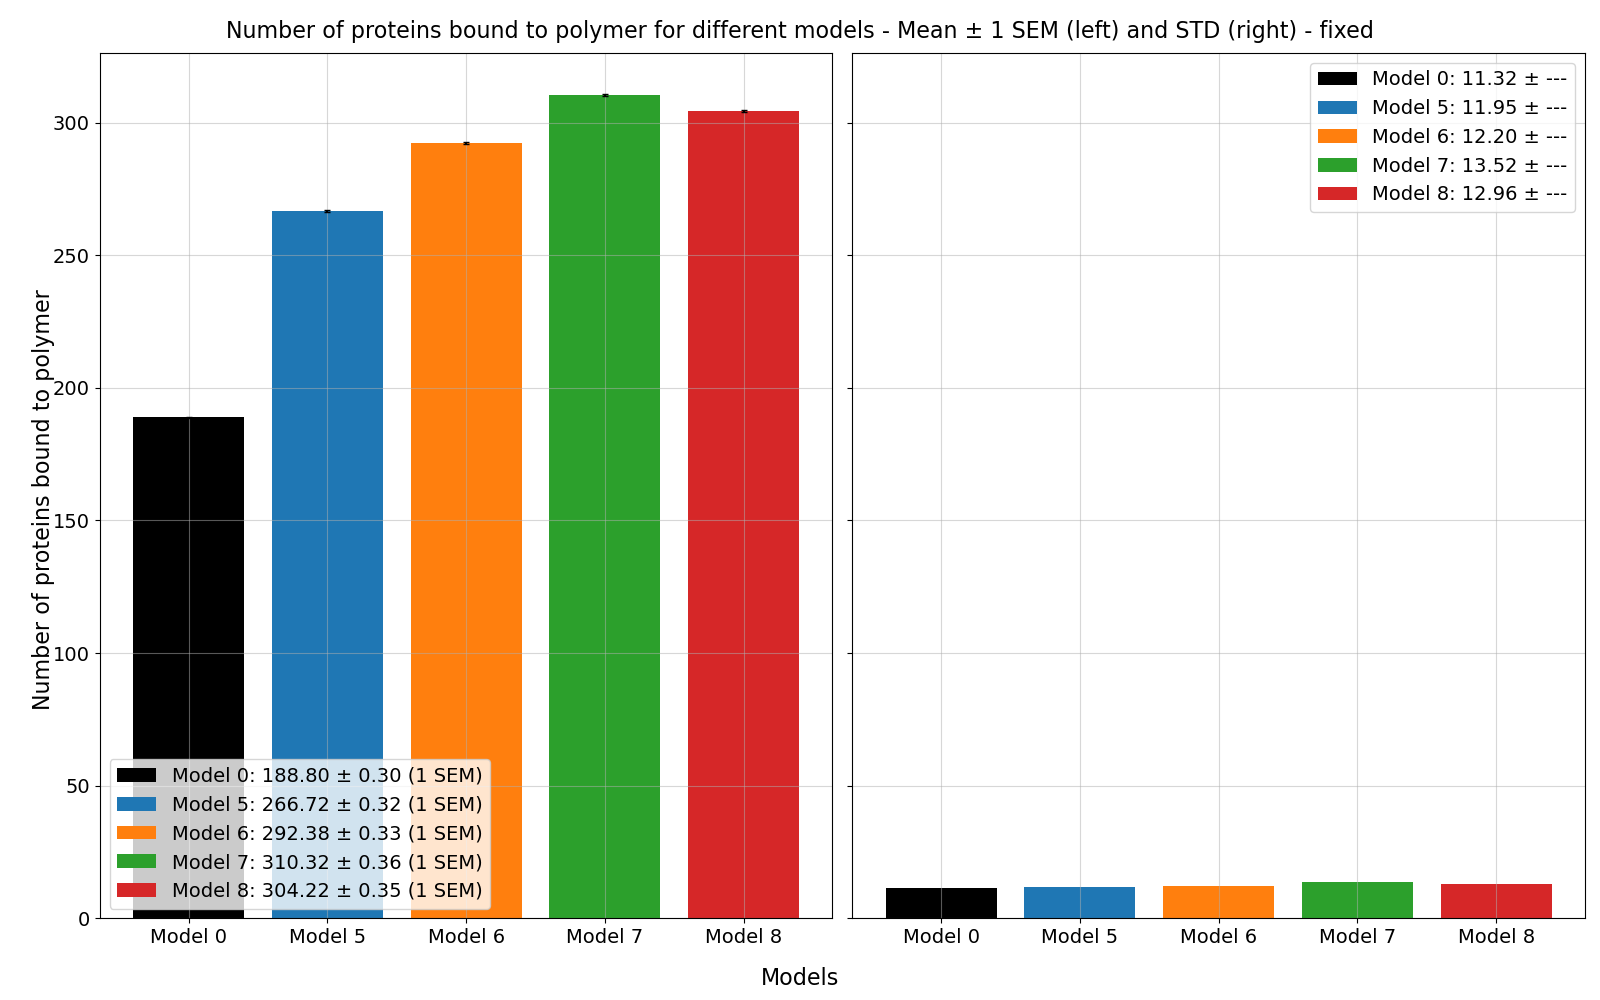 Number of proteins bound to polymer for different models - Mean ± 1 SEM (left) and STD (right) - fixed
Number of proteins bound to polymer
300
250
200
150
100
50
0
Model 0: 188.80 ± 0.30 (1 SEM)
Model 5: 266.72 ± 0.32 (1 SEM)
Model 6: 292.38 ± 0.33 (1 SEM)
Model 7: 310.32 ± 0.36 (1 SEM)
Model 8: 304.22 ± 0.35 (1 SEM)
Model 0 Model 5 Model 6 Model 7 Model 8
Model 0: 11.32 ± ---
Model 5: 11.95 ± ---
Model 6: 12.20 ± ---
Model 7: 13.52 ± ---
Model 8: 12.96 ± ---
Model 0 Model 5 Model 6 Model 7 Model 8
Models